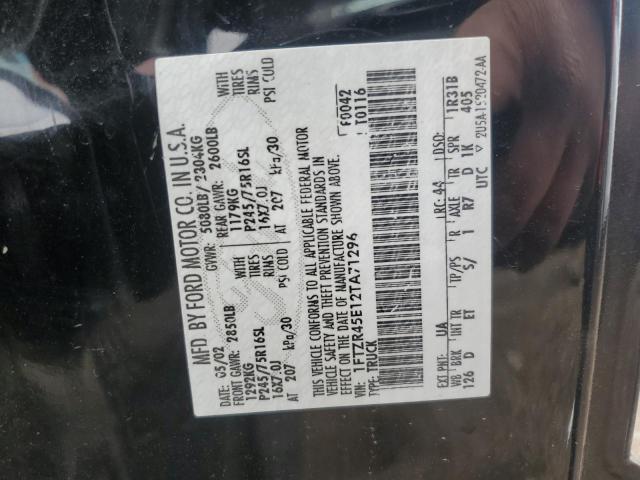 MFD BY FORD MOTOR CO. IN U.S.A.
DATE: 05/02 GVWR: 5080LB/ 2304KG
FRONT GAWR: 2850LB REAR GAWR: 2600LB
1292KG WITH 1179KG WITH
P245/75R16SL TIRES P245/75R16SL TIRES
16X7.0J RIMS 16X7.0J RIMS
AT 207 kPa/30 PSI COLD AT 207 kPa/30 PSI COLD
THIS VEHICLE CONFORMS TO ALL APPLICABLE FEDERAL MOTOR
VEHICLE SAFETY AND THEFT PREVENTION STANDARDS IN
EFFECT ON THE DATE OF MANUFACTURE SHOWN ABOVE.
VIN: 1FTZR45E12TA71296 F0042
TYPE: TRUCK T0116
EXT PNT: UA RC: 44 DSO:
WB BRK INT TR TP/PS R AXLE TR SPR 1R31B
126 D ET S/ 1 R7 D 1K 405
UTC